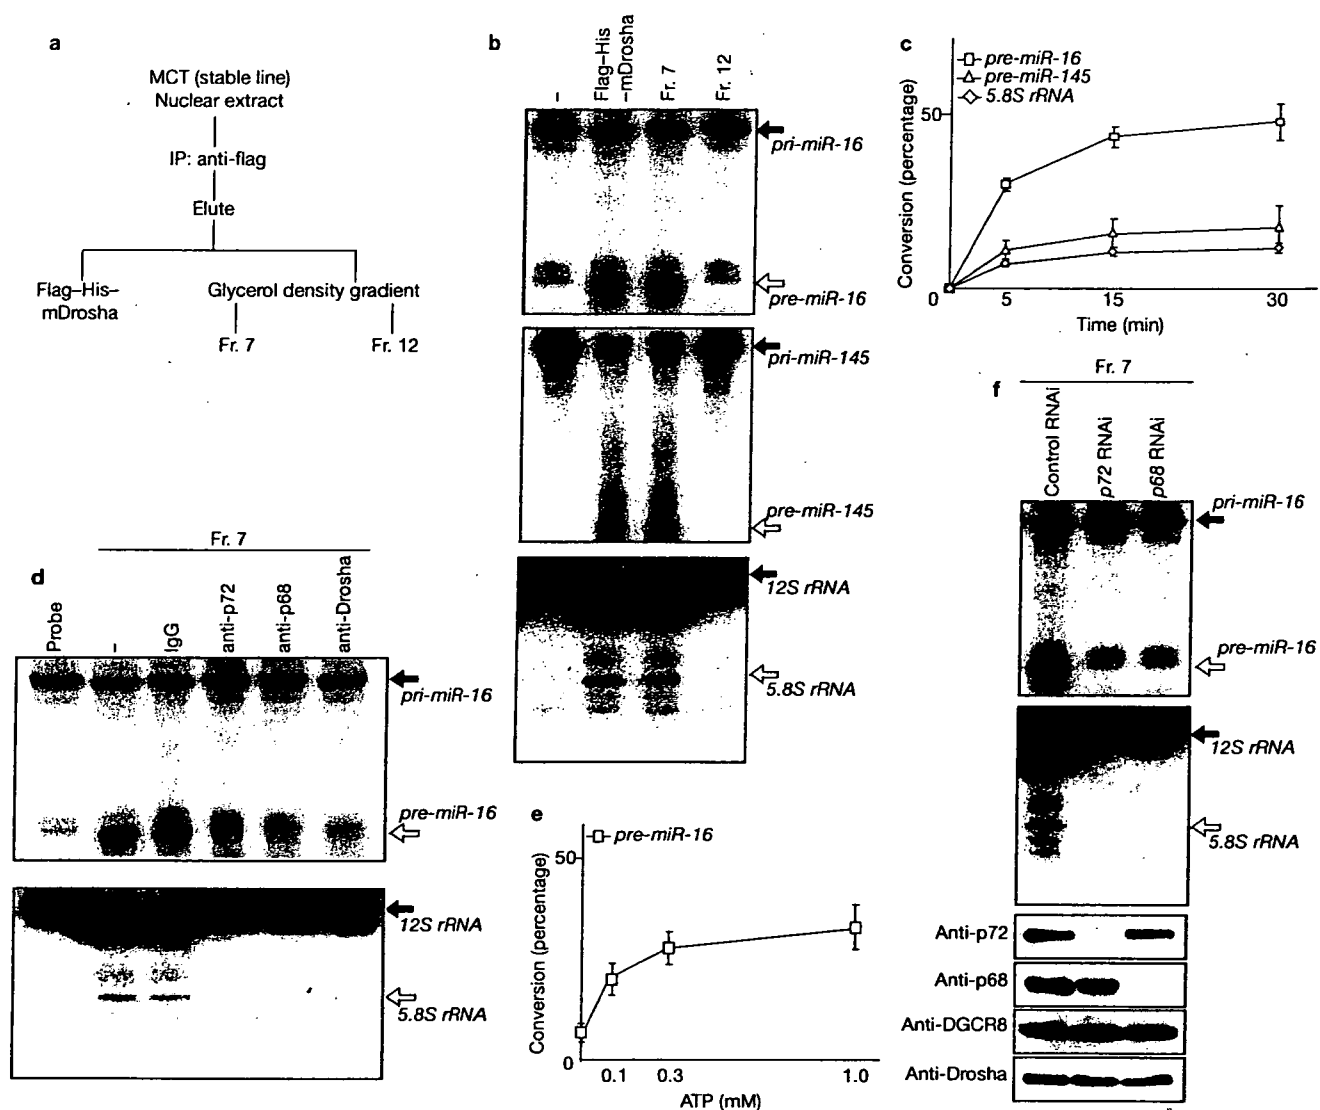 a
MCT (stable line)
Nuclear extract
IP: anti-flag
Elute
Flag–His–
mDrosha
Glycerol density gradient
Fr. 7
Fr. 12
b
–
Flag–His
–mDrosha
Fr. 7
Fr. 12
pri-miR-16
pre-miR-16
pri-miR-145
pre-miR-145
12S rRNA
5.8S rRNA
c
pre-miR-16
pre-miR-145
5.8S rRNA
Conversion (percentage)
50
0
5
15
30
Time (min)
d
Fr. 7
Probe
–
IgG
anti-p72
anti-p68
anti-Drosha
pri-miR-16
pre-miR-16
12S rRNA
5.8S rRNA
e
pre-miR-16
Conversion (percentage)
50
0
0.1
0.3
1.0
ATP (mM)
f
Fr. 7
Control RNAi
p72 RNAi
p68 RNAi
pri-miR-16
pre-miR-16
12S rRNA
5.8S rRNA
Anti-p72
Anti-p68
Anti-DGCR8
Anti-Drosha